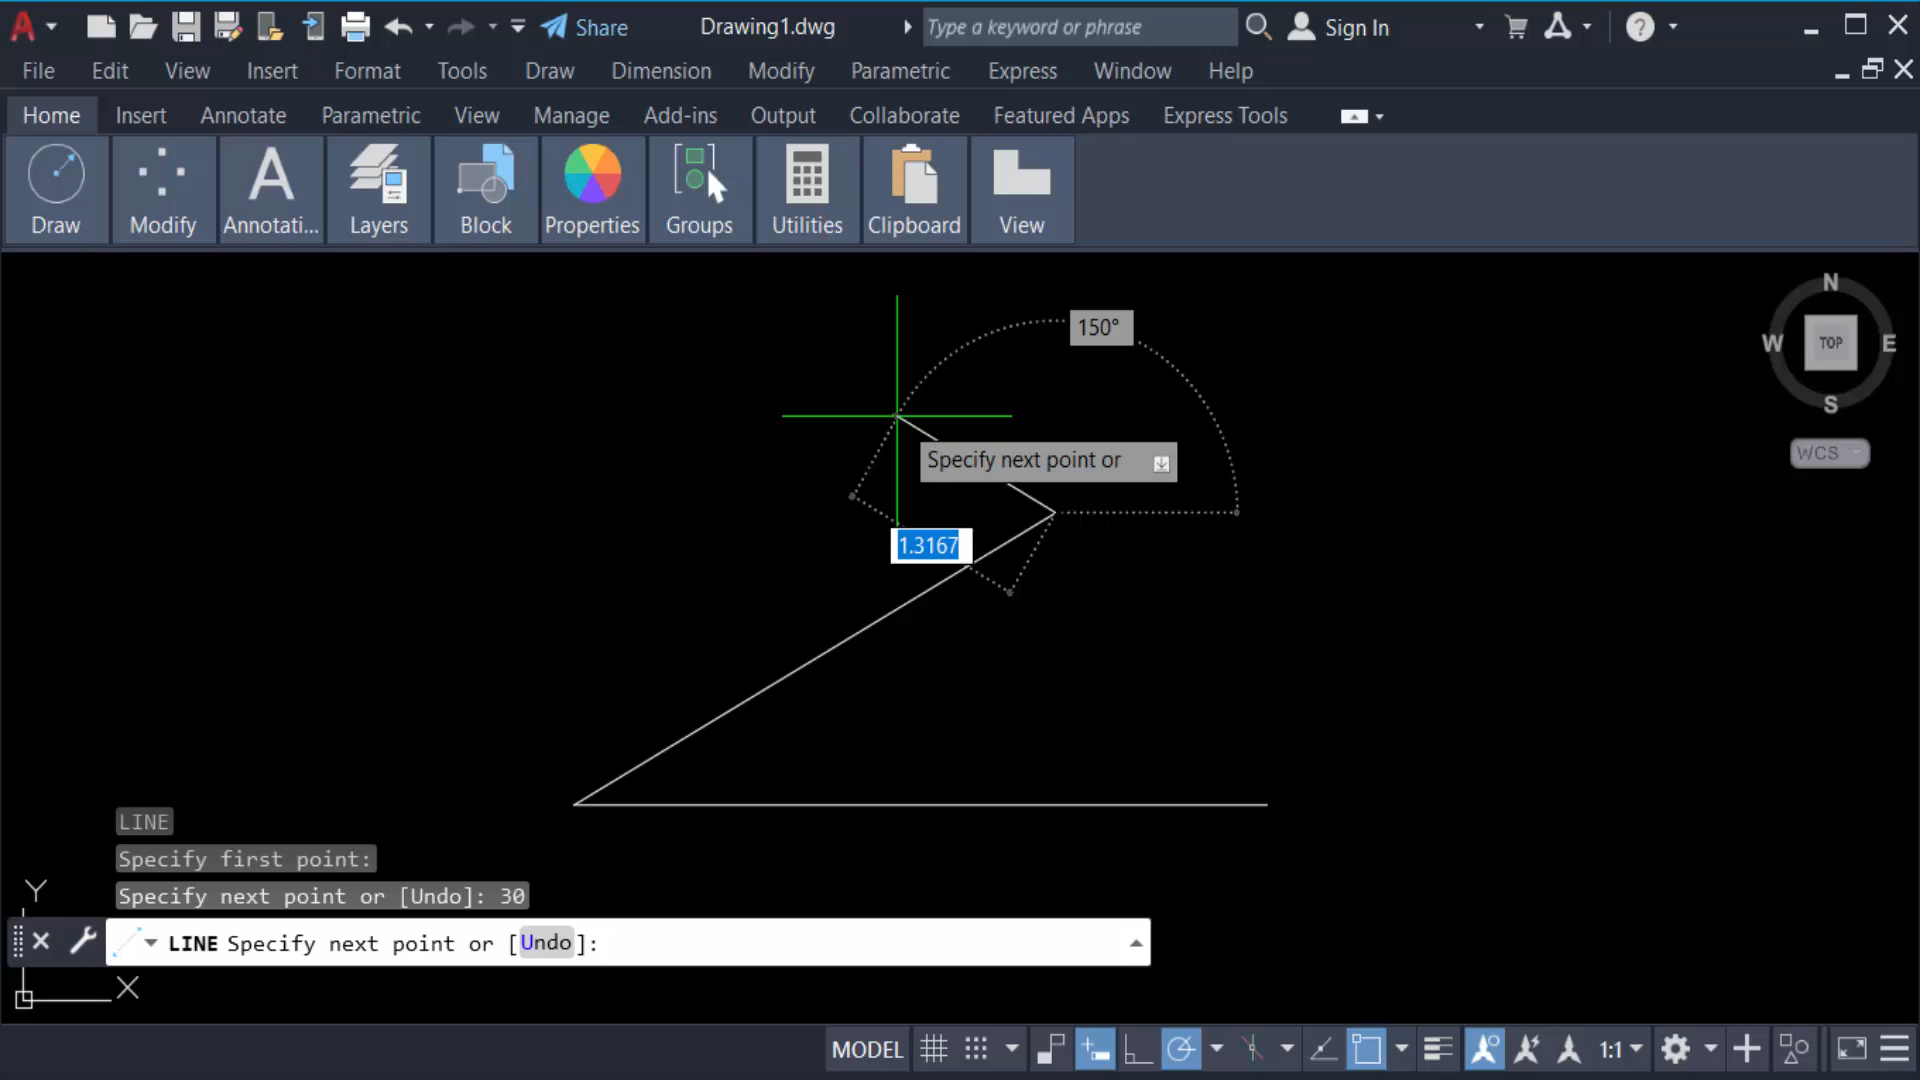 Share Drawing1.dwg Type a keyword or phrase Sign In
File Edit View Insert Format Tools Draw Dimension Modify Parametric Express Window Help
Home Insert Annotate Parametric View Manage Add-ins Output Collaborate Featured Apps Express Tools
Draw Modify Annotati... Layers Block Properties Groups Utilities Clipboard View
N
150°
W TOP E
S
Specify next point or
WCS
1.3167
LINE
Specify first point:
Specify next point or [Undo]: 30
Y
LINE Specify next point or [Undo]:
X
MODEL 1:1